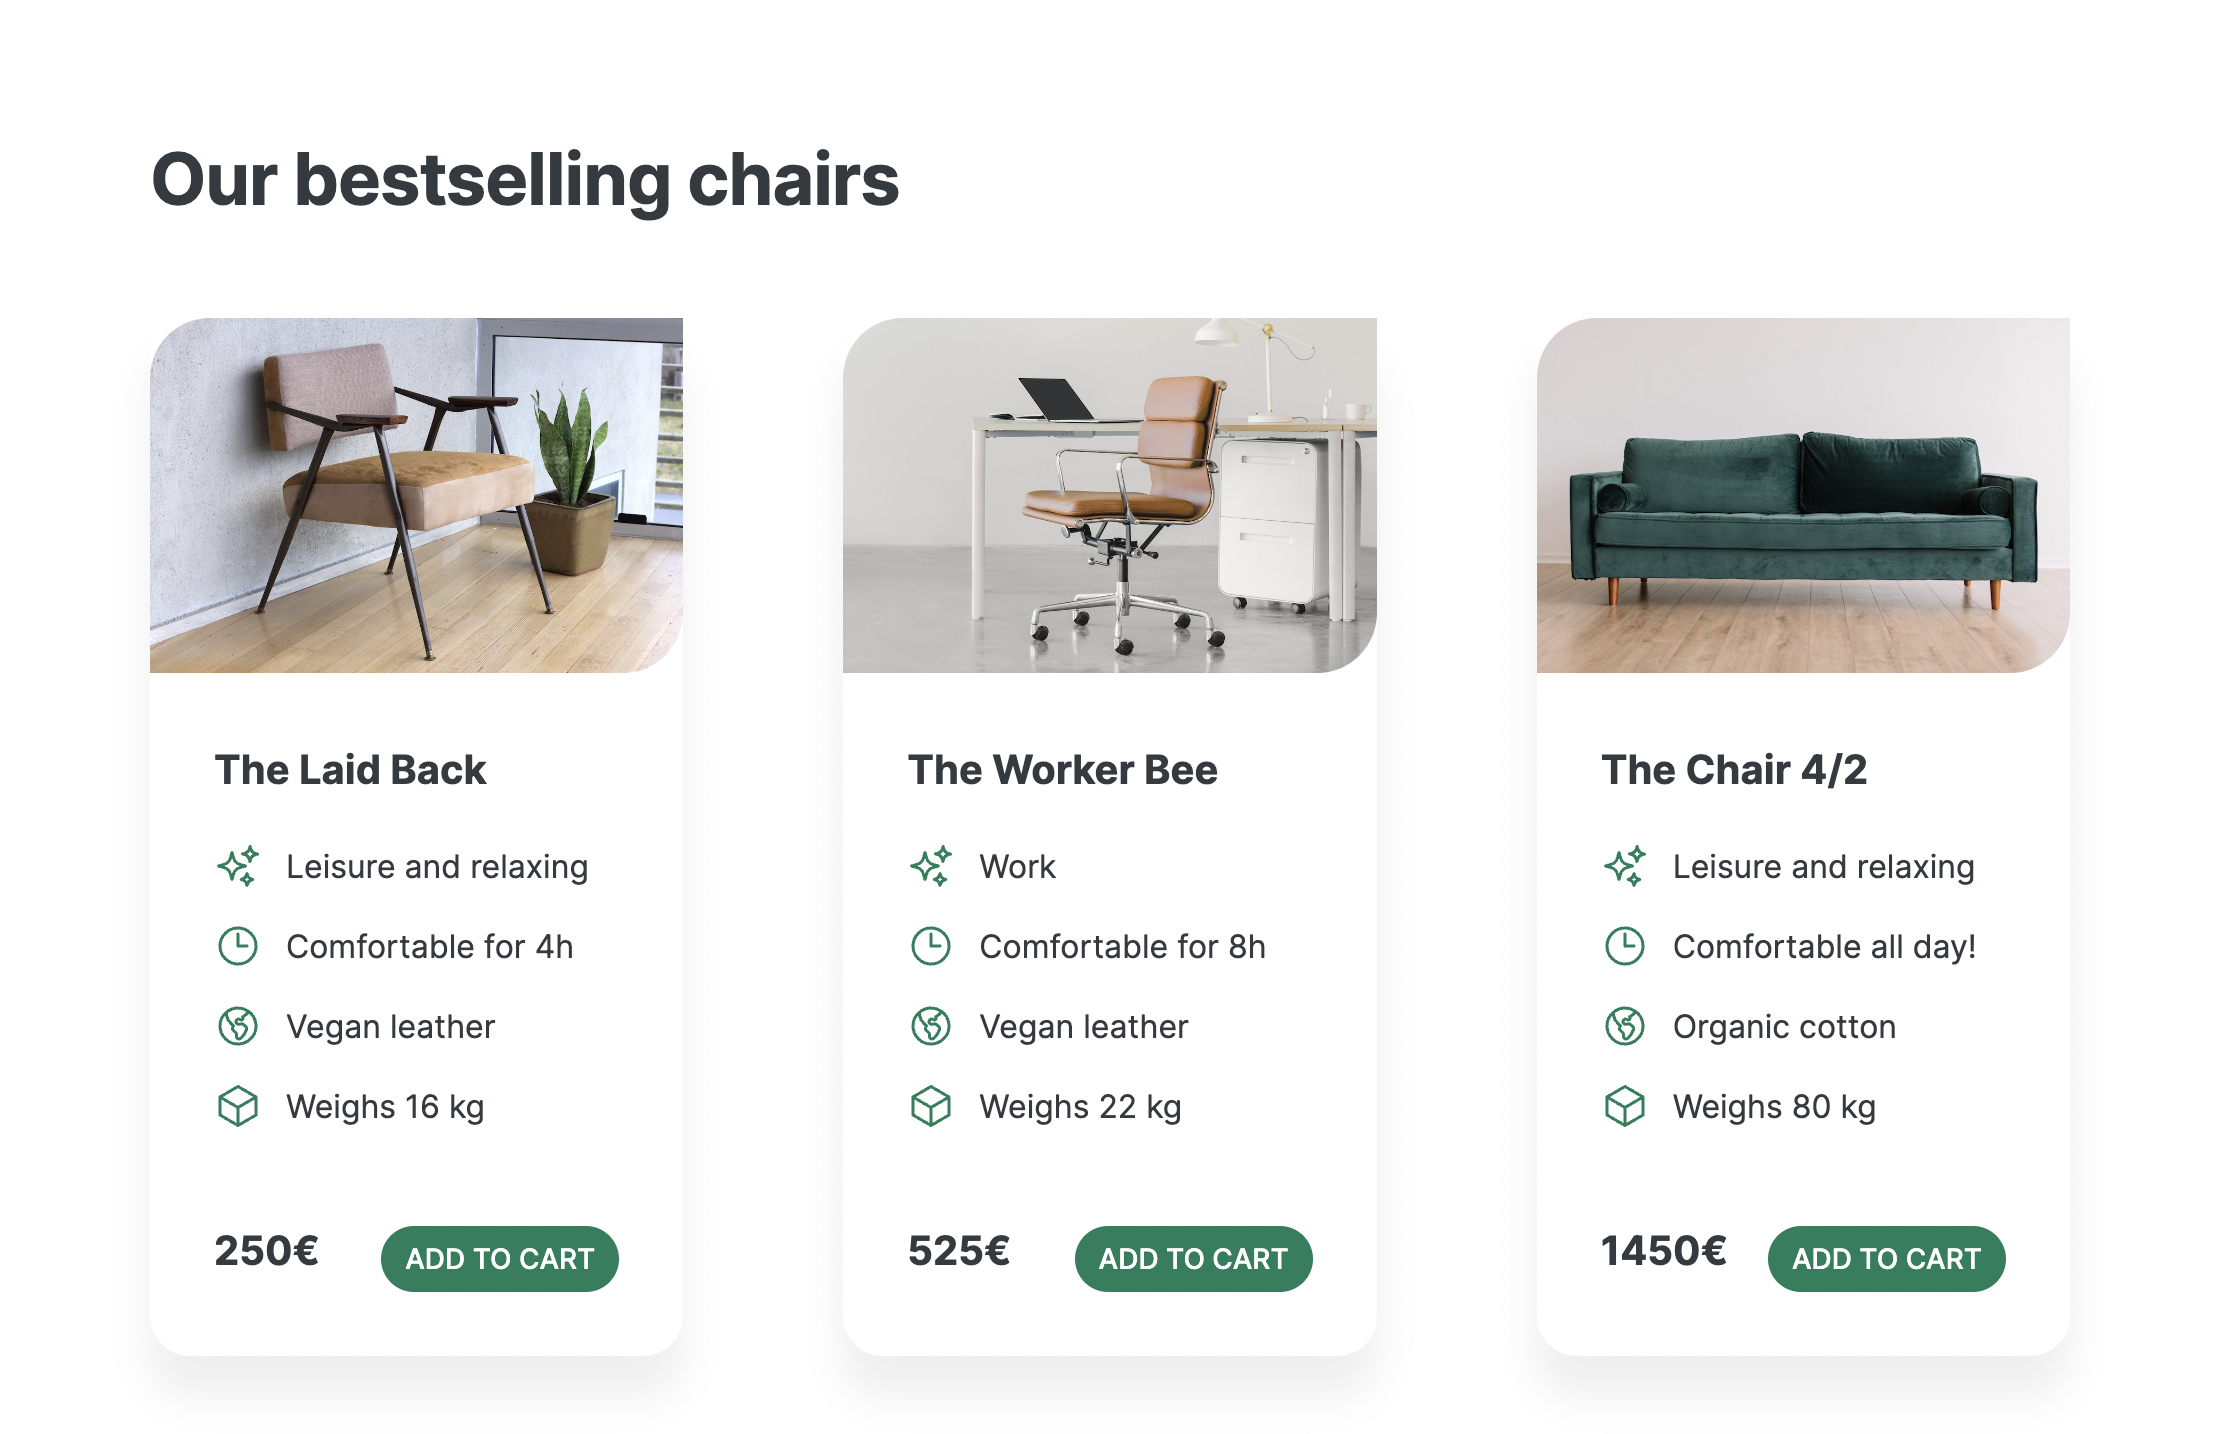 Our bestselling chairs
The Laid Back
Leisure and relaxing
Comfortable for 4h
Vegan leather
Weighs 16 kg
250€
ADD TO CART
The Worker Bee
Work
Comfortable for 8h
Vegan leather
Weighs 22 kg
525€
ADD TO CART
The Chair 4/2
Leisure and relaxing
Comfortable all day!
Organic cotton
Weighs 80 kg
1450€
ADD TO CART